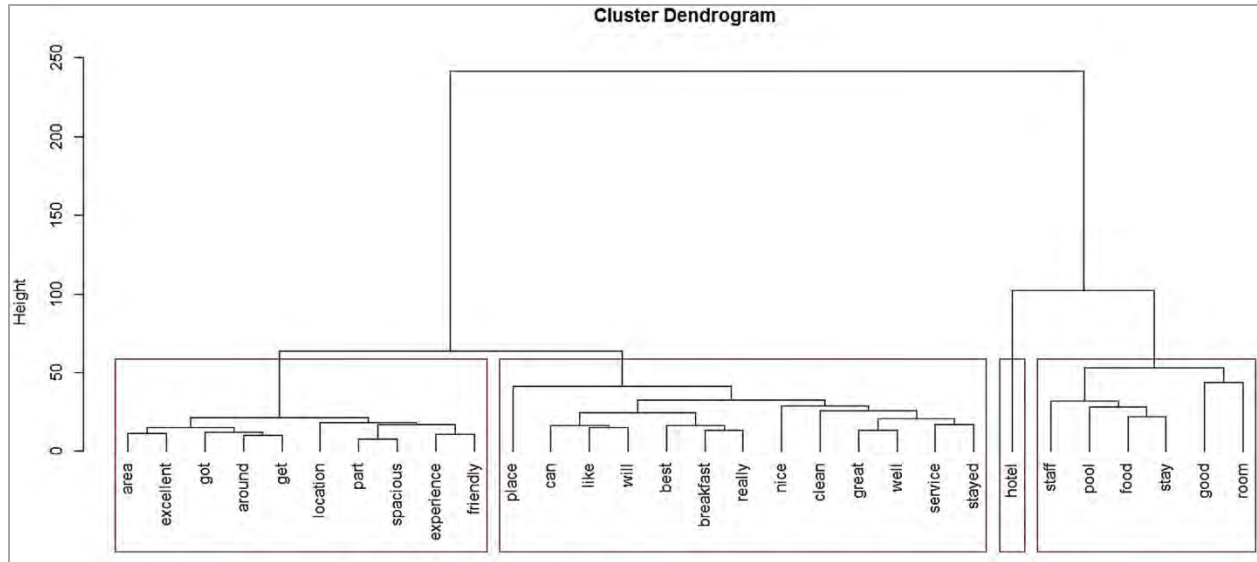 Cluster Dendrogram
250
200
150
100
50
0
Height
area
excellent
got
around
get
location
part
spacious
experience
friendly
place
can
like
will
best
breakfast
really
nice
clean
great
well
service
stayed
hotel
staff
pool
food
stay
good
room